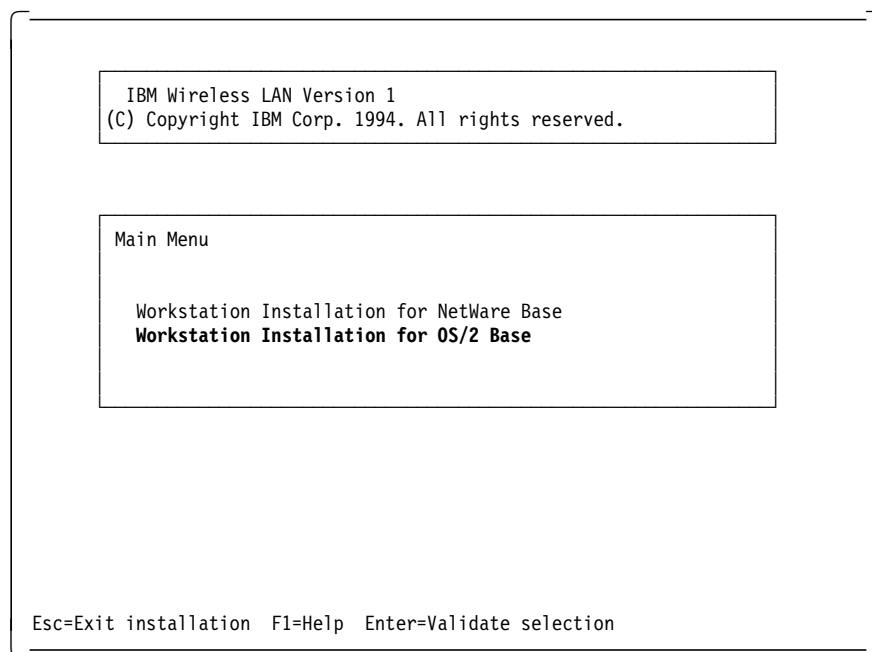 IBM Wireless LAN Version 1
(C) Copyright IBM Corp. 1994. All rights reserved.
Main Menu
Workstation Installation for NetWare Base
Workstation Installation for OS/2 Base
Esc=Exit installation F1=Help Enter=Validate selection